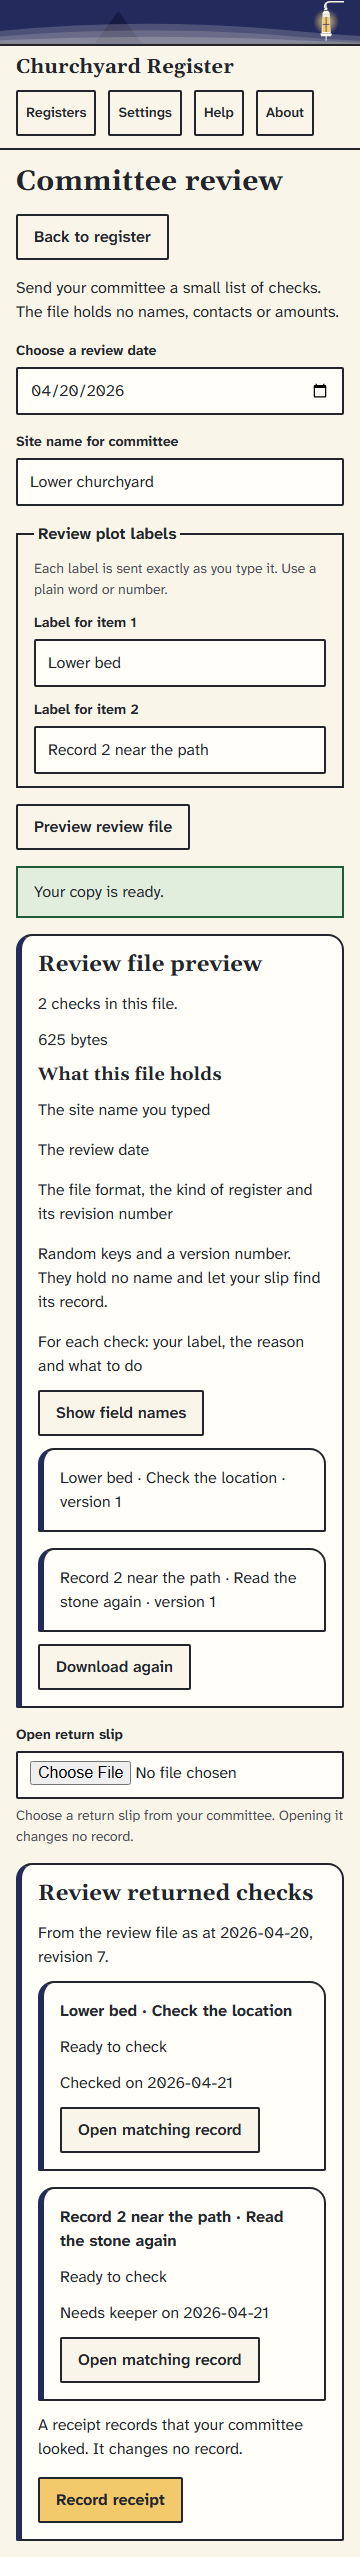 Churchyard Register
Registers
Settings
Help
About
Committee review
Back to register
Send your committee a small list of checks.
The file holds no names, contacts or amounts.
Choose a review date
04/20/2026
Site name for committee
Lower churchyard
Review plot labels
Each label is sent exactly as you type it. Use a
plain word or number.
Label for item 1
Lower bed
Label for item 2
Record 2 near the path
Preview review file
Your copy is ready.
Review file preview
2 checks in this file.
625 bytes
What this file holds
The site name you typed
The review date
The file format, the kind of register and
its revision number
Random keys and a version number.
They hold no name and let your slip find
its record.
For each check: your label, the reason
and what to do
Show field names
Lower bed · Check the location ·
version 1
Record 2 near the path · Read the
stone again · version 1
Download again
Open return slip
Choose File No file chosen
Choose a return slip from your committee. Opening it
changes no record.
Review returned checks
From the review file as at 2026-04-20,
revision 7.
Lower bed · Check the location
Ready to check
Checked on 2026-04-21
Open matching record
Record 2 near the path · Read
the stone again
Ready to check
Needs keeper on 2026-04-21
Open matching record
A receipt records that your committee
looked. It changes no record.
Record receipt